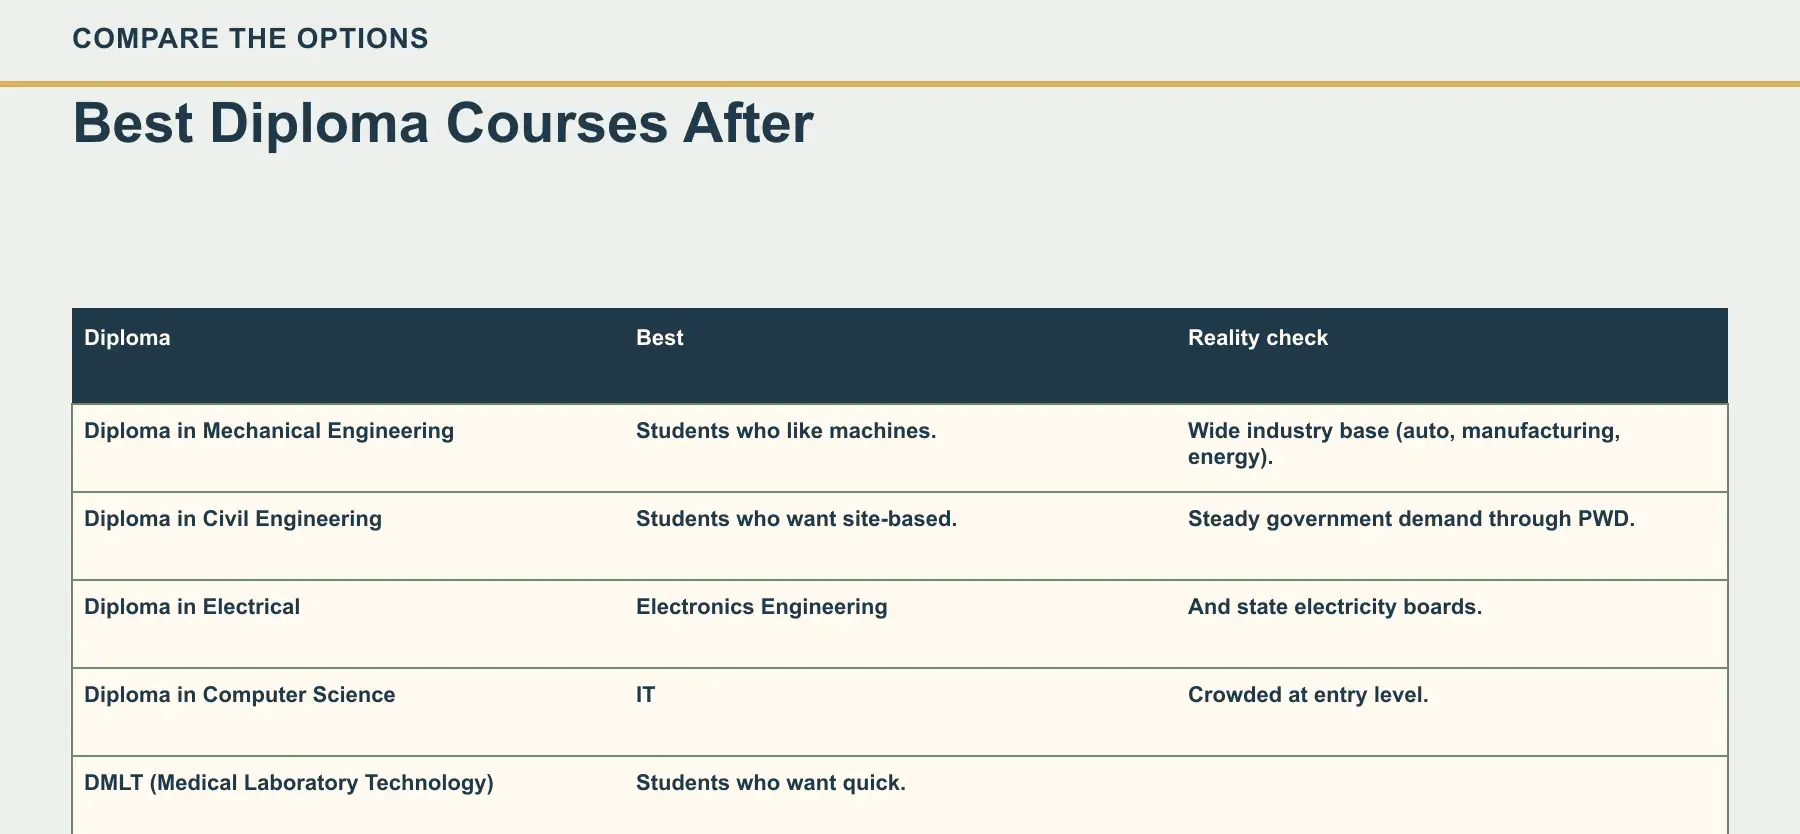 COMPARE THE OPTIONS
Best Diploma Courses After
Diploma Best Reality check
Diploma in Mechanical Engineering Students who like machines. Wide industry base (auto, manufacturing,
energy).
Diploma in Civil Engineering Students who want site-based. Steady government demand through PWD.
Diploma in Electrical Electronics Engineering And state electricity boards.
Diploma in Computer Science IT Crowded at entry level.
DMLT (Medical Laboratory Technology) Students who want quick.